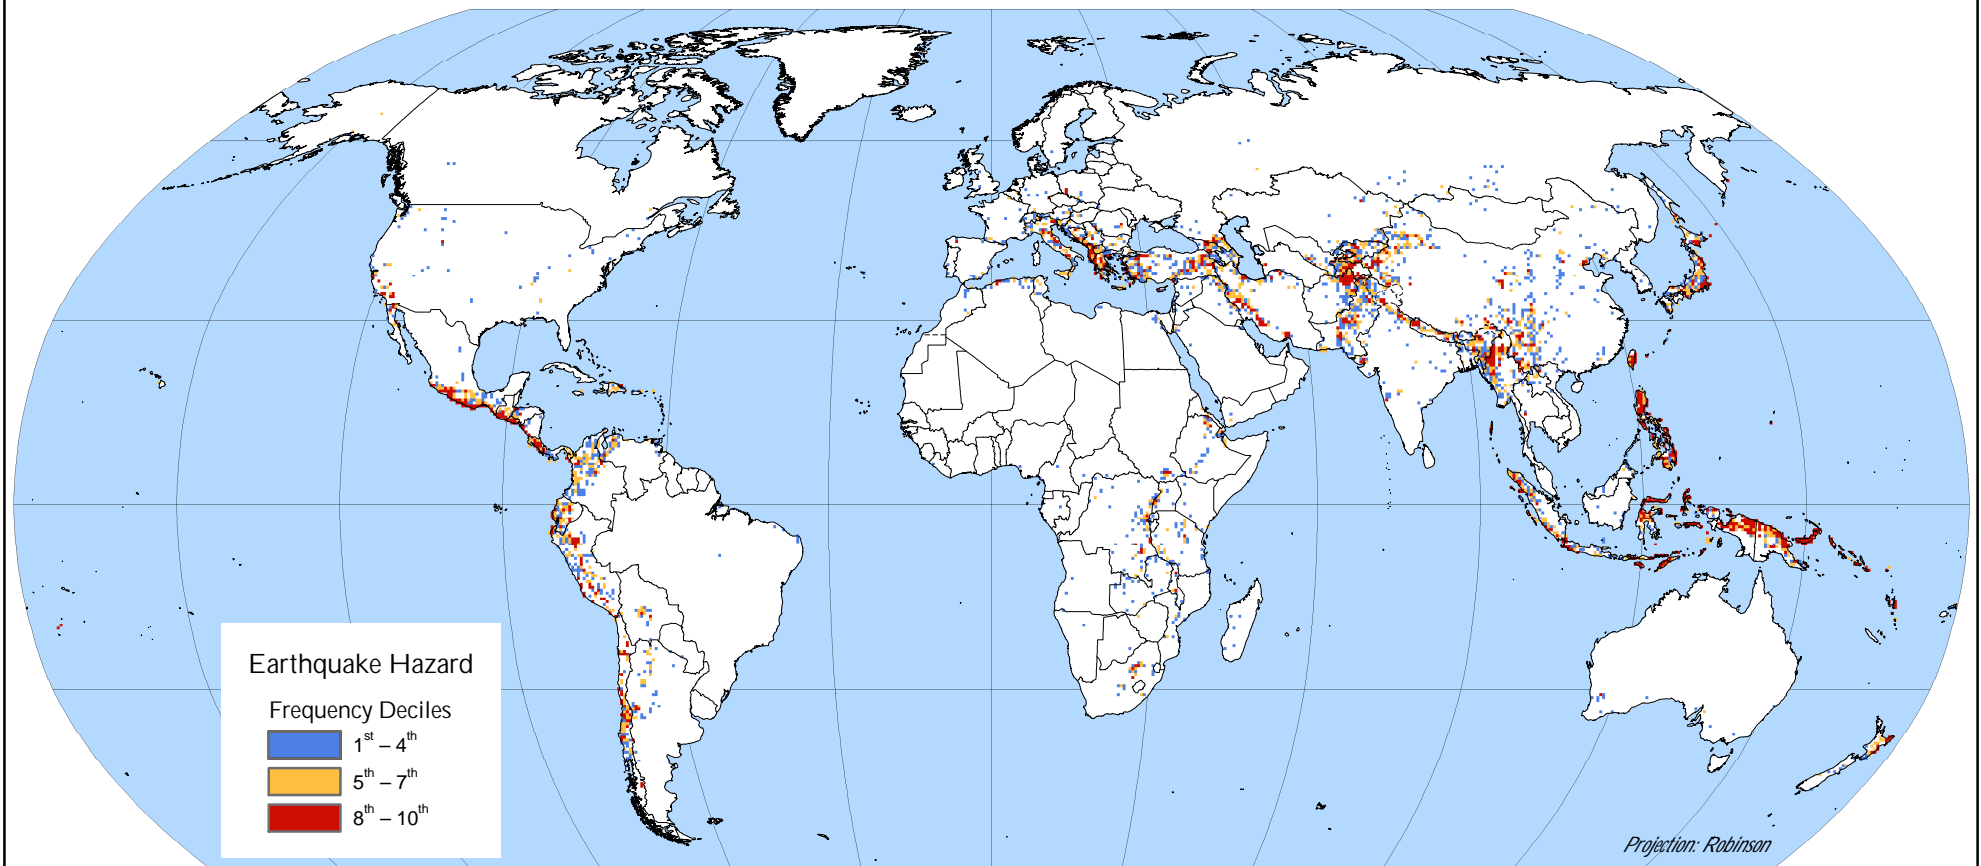 Earthquake Hazard
Frequency Deciles
1st – 4th
5th – 7th
8th – 10th
Projection: Robinson